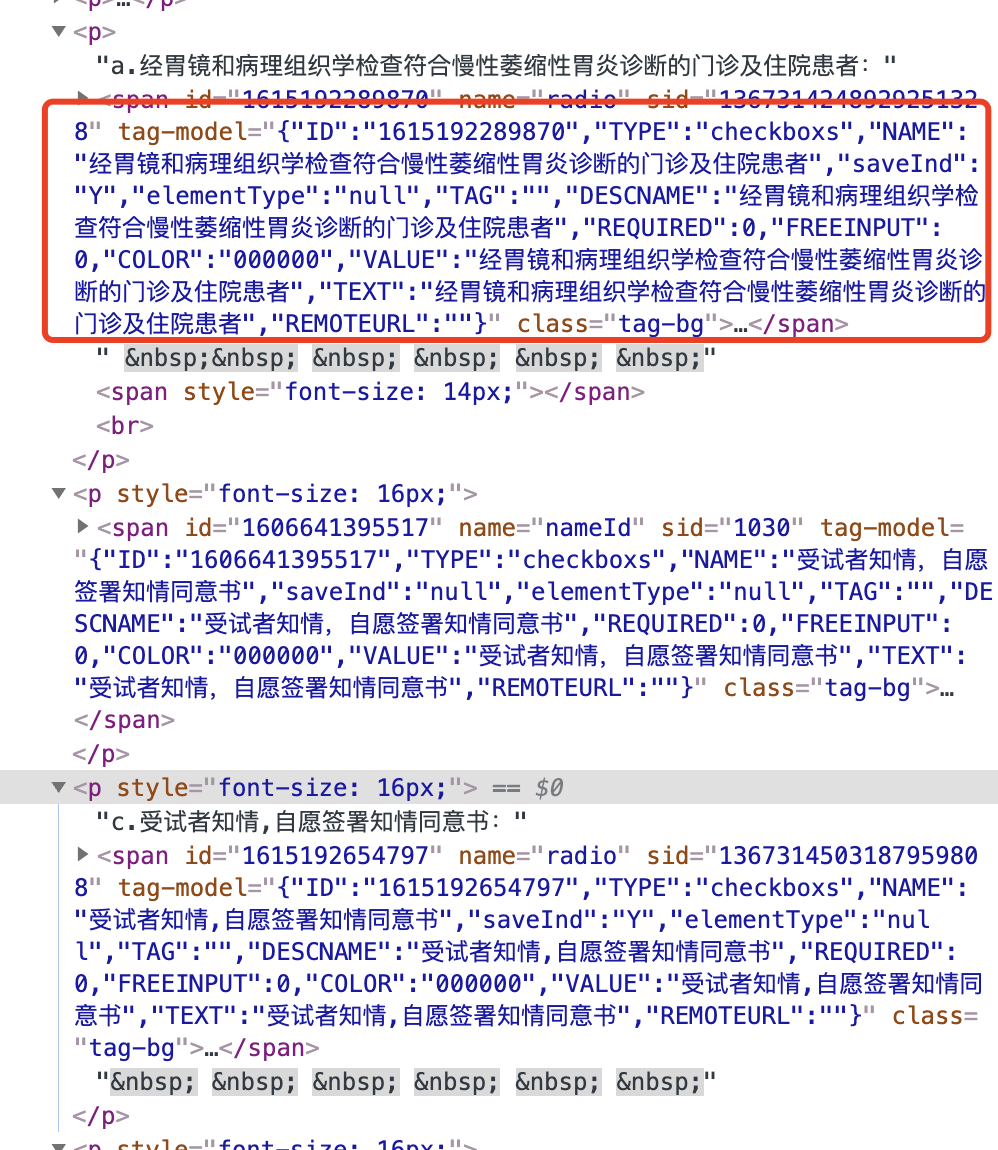 <p>…</p>
<p>
"a.经胃镜和病理组织学检查符合慢性萎缩性胃炎诊断的门诊及住院患者："
<span id="1615192289870" name="radio" sid="136731424892925132
8" tag-model="{"ID":"1615192289870","TYPE":"checkboxs","NAME":
"经胃镜和病理组织学检查符合慢性萎缩性胃炎诊断的门诊及住院患者","saveInd":
"Y","elementType":"null","TAG":"","DESCNAME":"经胃镜和病理组织学检
查符合慢性萎缩性胃炎诊断的门诊及住院患者","REQUIRED":0,"FREEINPUT":
0,"COLOR":"000000","VALUE":"经胃镜和病理组织学检查符合慢性萎缩性胃炎诊
断的门诊及住院患者","TEXT":"经胃镜和病理组织学检查符合慢性萎缩性胃炎诊断的
门诊及住院患者","REMOTEURL":""}" class="tag-bg">…</span>
" &nbsp;&nbsp; &nbsp; &nbsp; &nbsp; &nbsp;"
<span style="font-size: 14px;"></span>
<br>
</p>
<p style="font-size: 16px;">
<span id="1606641395517" name="nameId" sid="1030" tag-model=
"{"ID":"1606641395517","TYPE":"checkboxs","NAME":"受试者知情，自愿
签署知情同意书","saveInd":"null","elementType":"null","TAG":"","DE
SCNAME":"受试者知情，自愿签署知情同意书","REQUIRED":0,"FREEINPUT":
0,"COLOR":"000000","VALUE":"受试者知情，自愿签署知情同意书","TEXT":
"受试者知情，自愿签署知情同意书","REMOTEURL":""}" class="tag-bg">…
</span>
</p>
<p style="font-size: 16px;"> == $0
"c.受试者知情,自愿签署知情同意书："
<span id="1615192654797" name="radio" sid="136731450318795980
8" tag-model="{"ID":"1615192654797","TYPE":"checkboxs","NAME":
"受试者知情,自愿签署知情同意书","saveInd":"Y","elementType":"nul
l","TAG":"","DESCNAME":"受试者知情,自愿签署知情同意书","REQUIRED":
0,"FREEINPUT":0,"COLOR":"000000","VALUE":"受试者知情,自愿签署知情同
意书","TEXT":"受试者知情,自愿签署知情同意书","REMOTEURL":""}" class=
"tag-bg">…</span>
"&nbsp; &nbsp; &nbsp; &nbsp; &nbsp; &nbsp;"
</p>
<p style="font-size: 16px;">